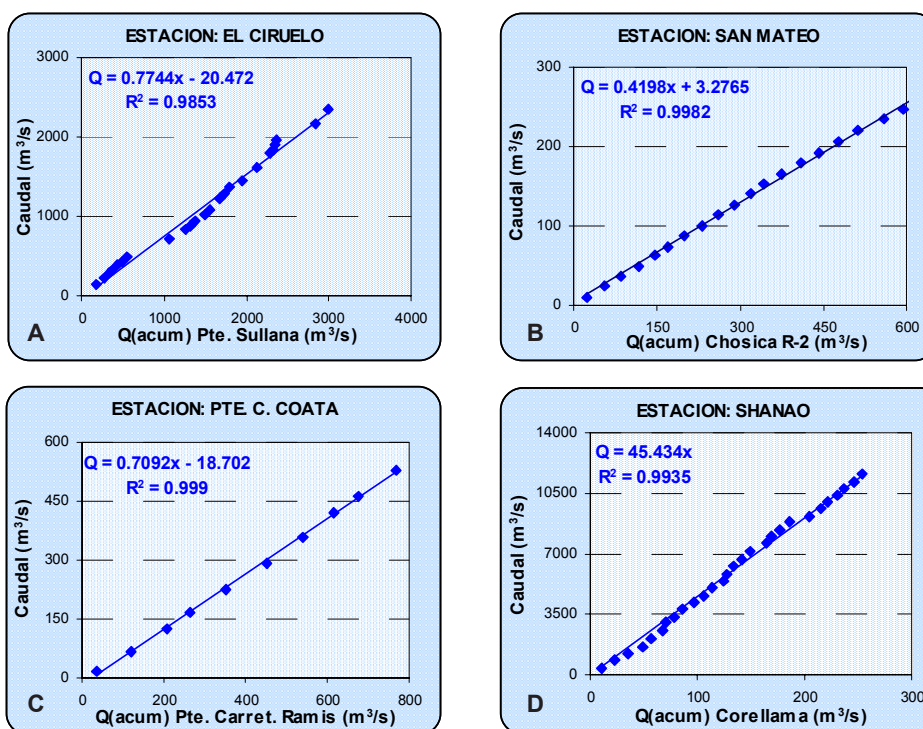 ESTACION: EL CIRUELO
Q = 0.7744x - 20.472
R² = 0.9853
Caudal (m³/s)
3000
2000
1000
0
0 1000 2000 3000 4000
A
Q(acum) Pte. Sullana (m³/s)
ESTACION: SAN MATEO
Q = 0.4198x + 3.2765
R² = 0.9982
Caudal (m³/s)
300
200
100
0
0 150 300 450 600
B
Q(acum) Chosica R-2 (m³/s)
ESTACION: PTE. C. COATA
Q = 0.7092x - 18.702
R² = 0.999
Caudal (m³/s)
600
450
300
150
0
0 200 400 600 800
C
Q(acum) Pte. Carret. Ramis (m³/s)
ESTACION: SHANAO
Q = 45.434x
R² = 0.9935
Caudal (m³/s)
14000
10500
7000
3500
0
0 100 200 300
D
Q(acum) Corellama (m³/s)